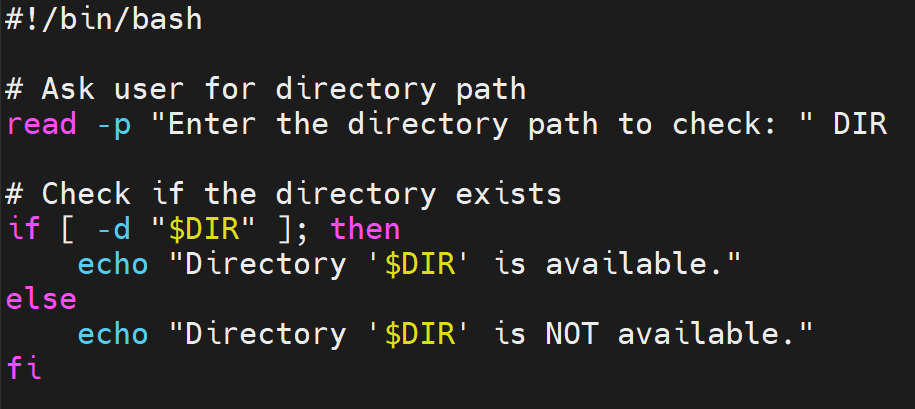 #!/bin/bash
# Ask user for directory path
read -p "Enter the directory path to check: " DIR
# Check if the directory exists
if [ -d "$DIR" ]; then
    echo "Directory '$DIR' is available."
else
    echo "Directory '$DIR' is NOT available."
fi